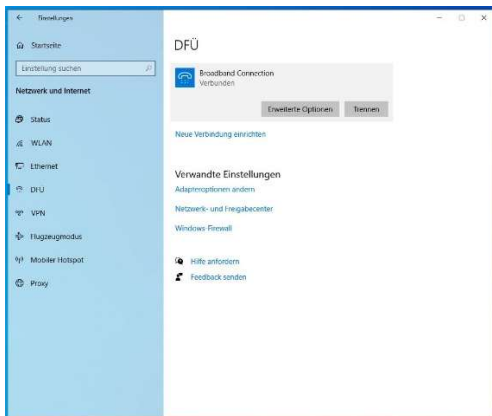 Einstellungen
Startseite
Einstellung suchen
Netzwerk und Internet
Status
WLAN
Ethernet
DFÜ
VPN
Flugzeugmodus
Mobiler Hotspot
Proxy
DFÜ
Broadband Connection
Verbunden
Erweiterte Optionen Trennen
Neue Verbindung einrichten
Verwandte Einstellungen
Adapteroptionen ändern
Netzwerk- und Freigabecenter
Windows-Firewall
Hilfe anfordern
Feedback senden